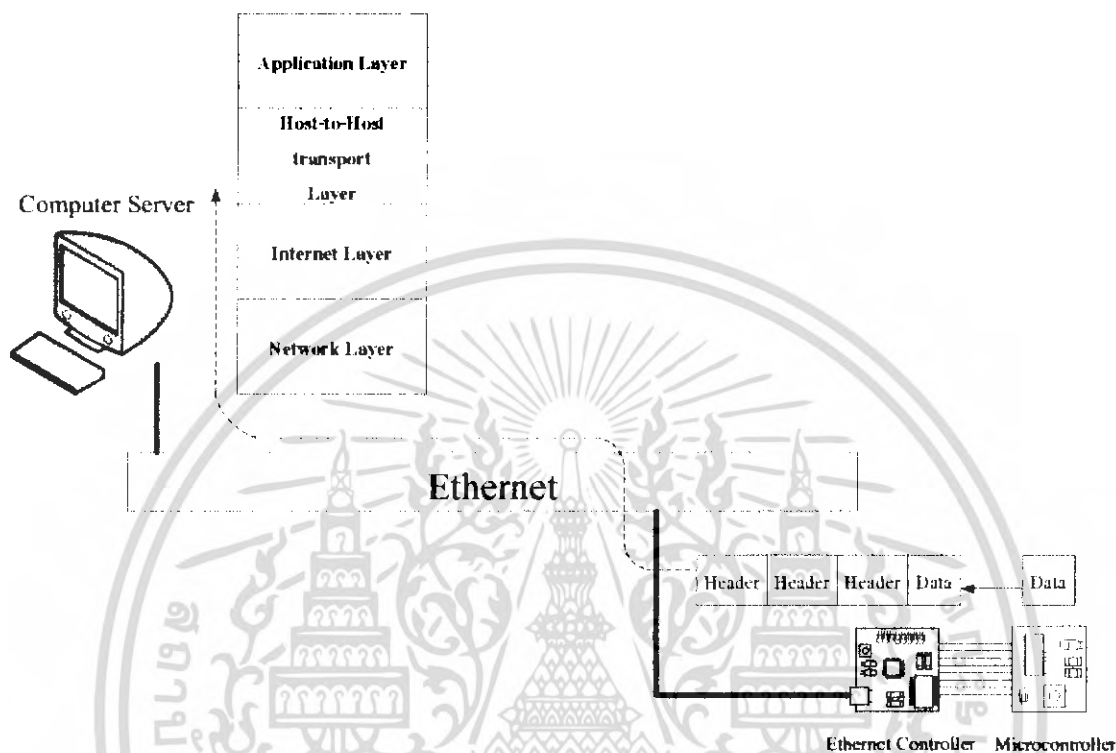 Application Layer
Host-to-Host
transport
Layer
Computer Server
Internet Layer
Network Layer
Ethernet
Header Header Header Data Data
Ethernet Controller Microcontroller